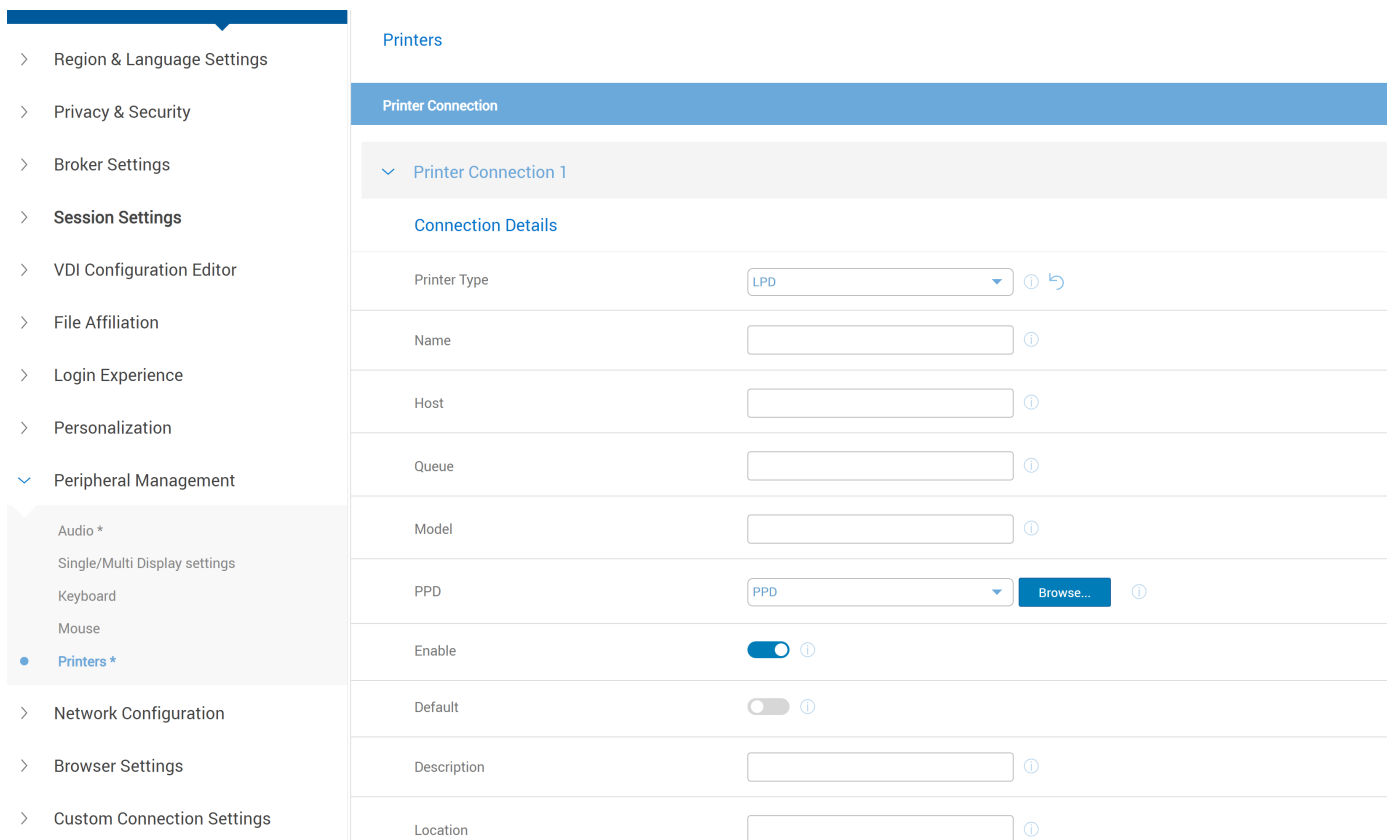 Region & Language Settings
Privacy & Security
Broker Settings
Session Settings
VDI Configuration Editor
File Affiliation
Login Experience
Personalization
Peripheral Management
Audio *
Single/Multi Display settings
Keyboard
Mouse
Printers *
Network Configuration
Browser Settings
Custom Connection Settings
Printers
Printer Connection
Printer Connection 1
Connection Details
Printer Type LPD
Name
Host
Queue
Model
PPD PPD Browse...
Enable
Default
Description
Location